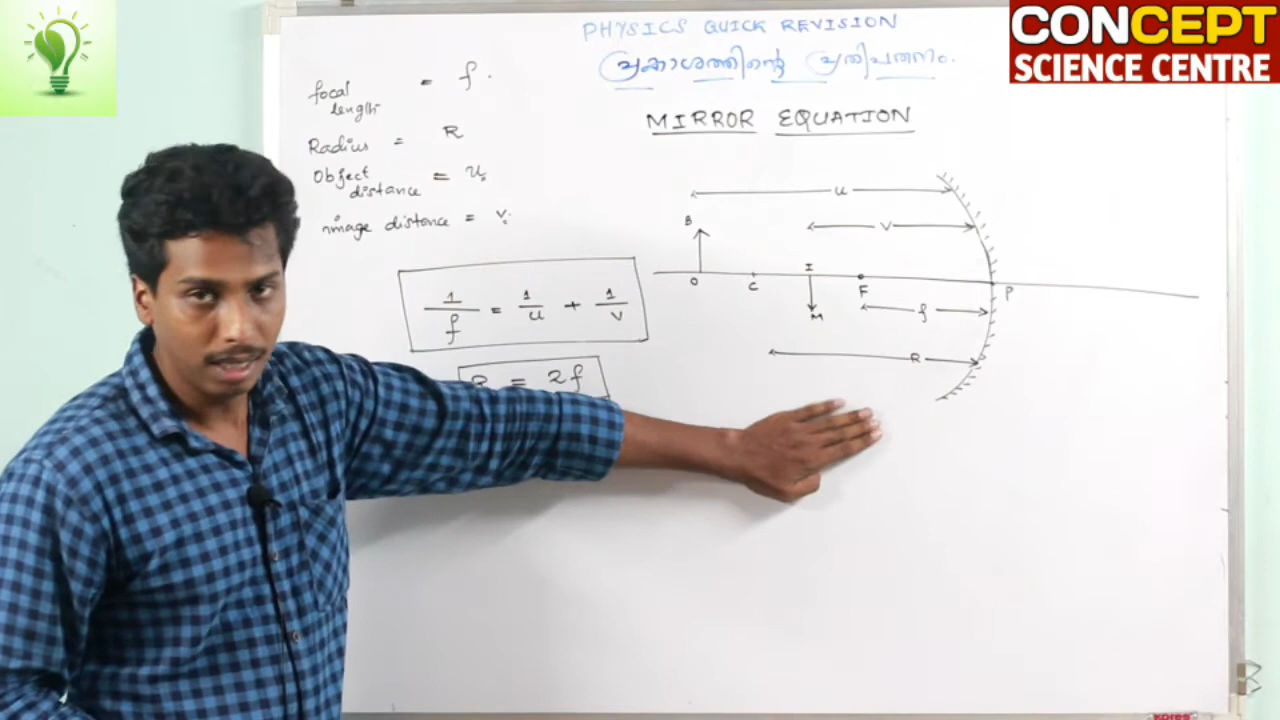 PHYSICS QUICK REVISION
പ്രകാശത്തിന്റെ പ്രതിപതനം.
MIRROR EQUATION
focal length = f.
Radius = R
Object distance = u.
image distance = v.
1/f = 1/u + 1/v
R = 2f
u
v
B
I
O
C
F
P
M
f
R
CONCEPT
SCIENCE CENTRE
kores